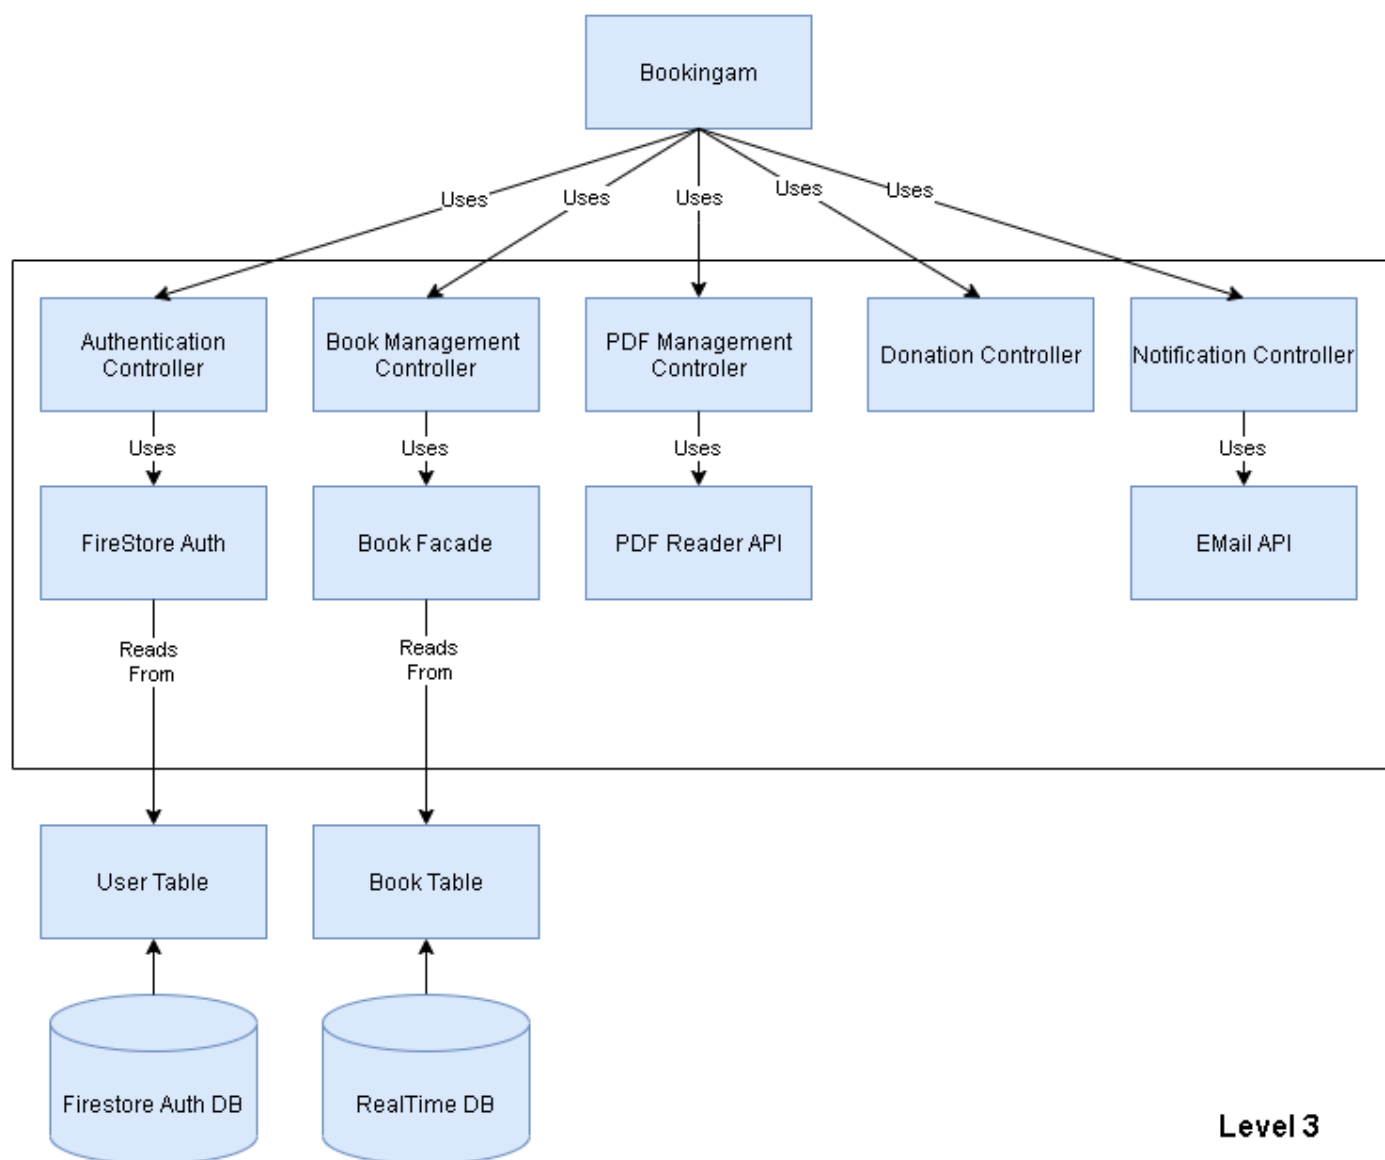 Bookingam
Uses
Uses
Uses
Uses
Uses
Authentication
Controller
Book Management
Controller
PDF Management
Controler
Donation Controller
Notification Controller
Uses
Uses
Uses
Uses
FireStore Auth
Book Facade
PDF Reader API
EMail API
Reads
From
Reads
From
User Table
Book Table
Firestore Auth DB
RealTime DB
Level 3